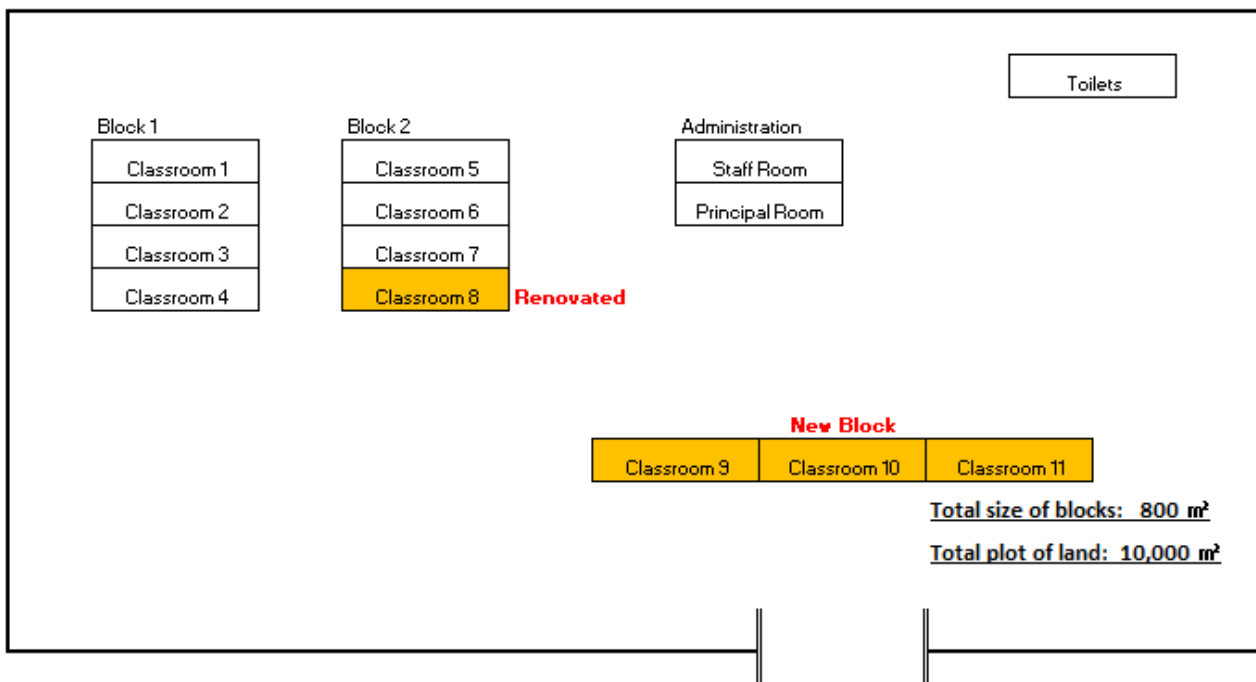 Toilets
Block 1
Classroom 1
Classroom 2
Classroom 3
Classroom 4
Block 2
Classroom 5
Classroom 6
Classroom 7
Classroom 8
Renovated
Administration
Staff Room
Principal Room
New Block
Classroom 9
Classroom 10
Classroom 11
Total size of blocks: 800 m²
Total plot of land: 10,000 m²